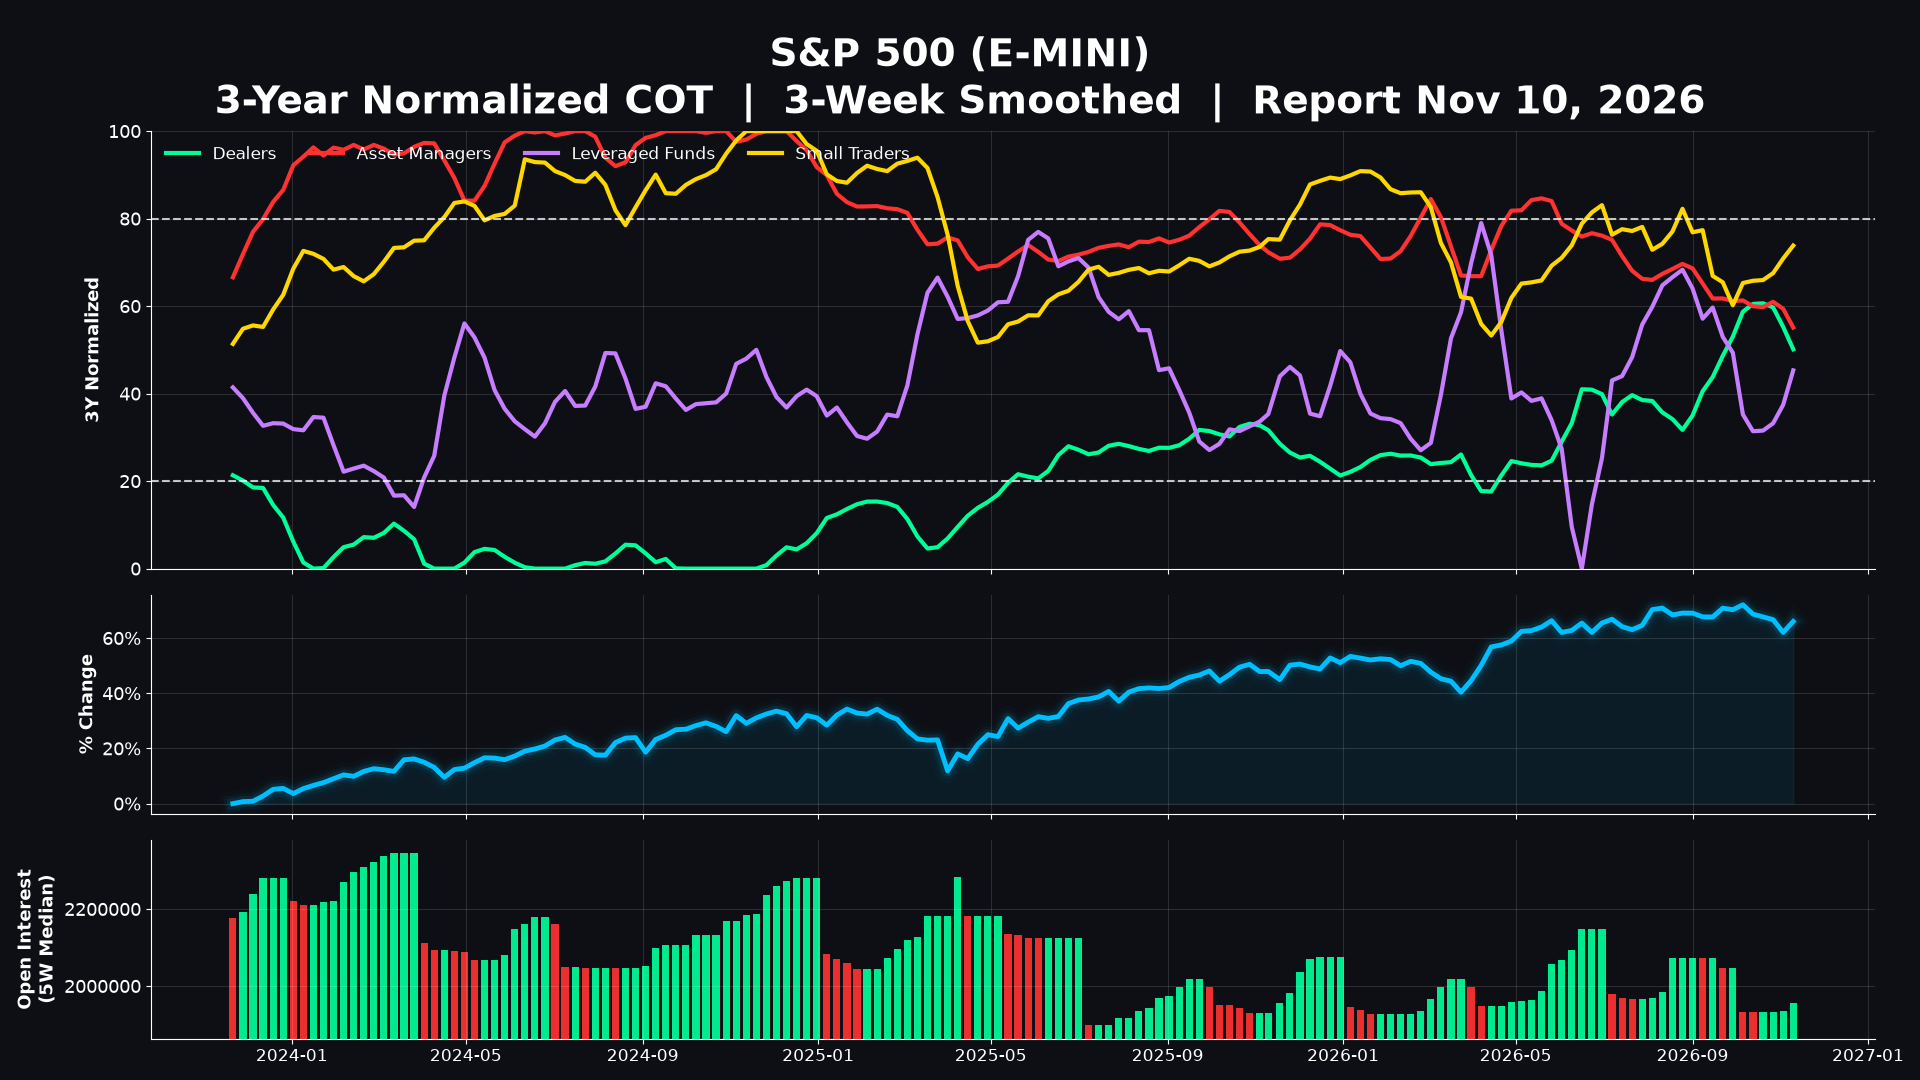 S&P 500 (E-MINI)
3-Year Normalized COT | 3-Week Smoothed | Report Nov 10, 2026
Dealers Asset Managers Leveraged Funds Small Traders
3Y Normalized
100
80
60
40
20
0
% Change
60%
40%
20%
0%
Open Interest
(5W Median)
2200000
2000000
2024-01 2024-05 2024-09 2025-01 2025-05 2025-09 2026-01 2026-05 2026-09 2027-01